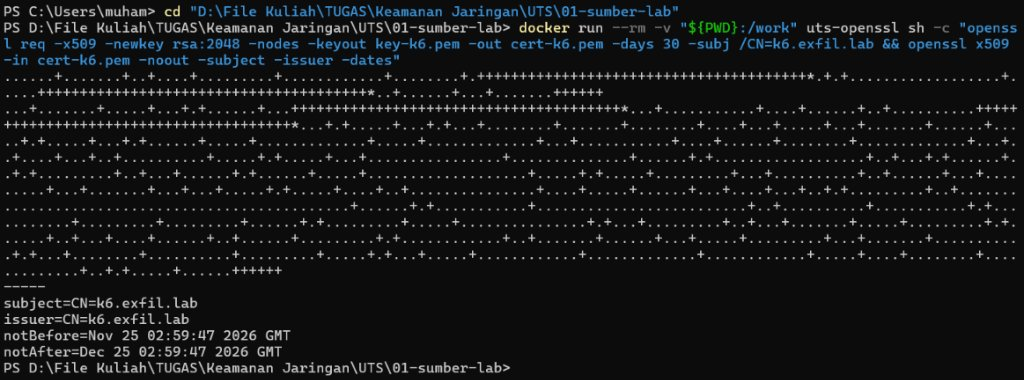 PS C:\Users\muham> cd "D:\File Kuliah\TUGAS\Keamanan Jaringan\UTS\01-sumber-lab"
PS D:\File Kuliah\TUGAS\Keamanan Jaringan\UTS\01-sumber-lab> docker run --rm -v "${PWD}:/work" uts-openssl sh -c "openss
l req -x509 -newkey rsa:2048 -nodes -keyout key-k6.pem -out cert-k6.pem -days 30 -subj /CN=k6.exfil.lab && openssl x509
-in cert-k6.pem -noout -subject -issuer -dates"
-----
subject=CN=k6.exfil.lab
issuer=CN=k6.exfil.lab
notBefore=Nov 25 02:59:47 2026 GMT
notAfter=Dec 25 02:59:47 2026 GMT
PS D:\File Kuliah\TUGAS\Keamanan Jaringan\UTS\01-sumber-lab>